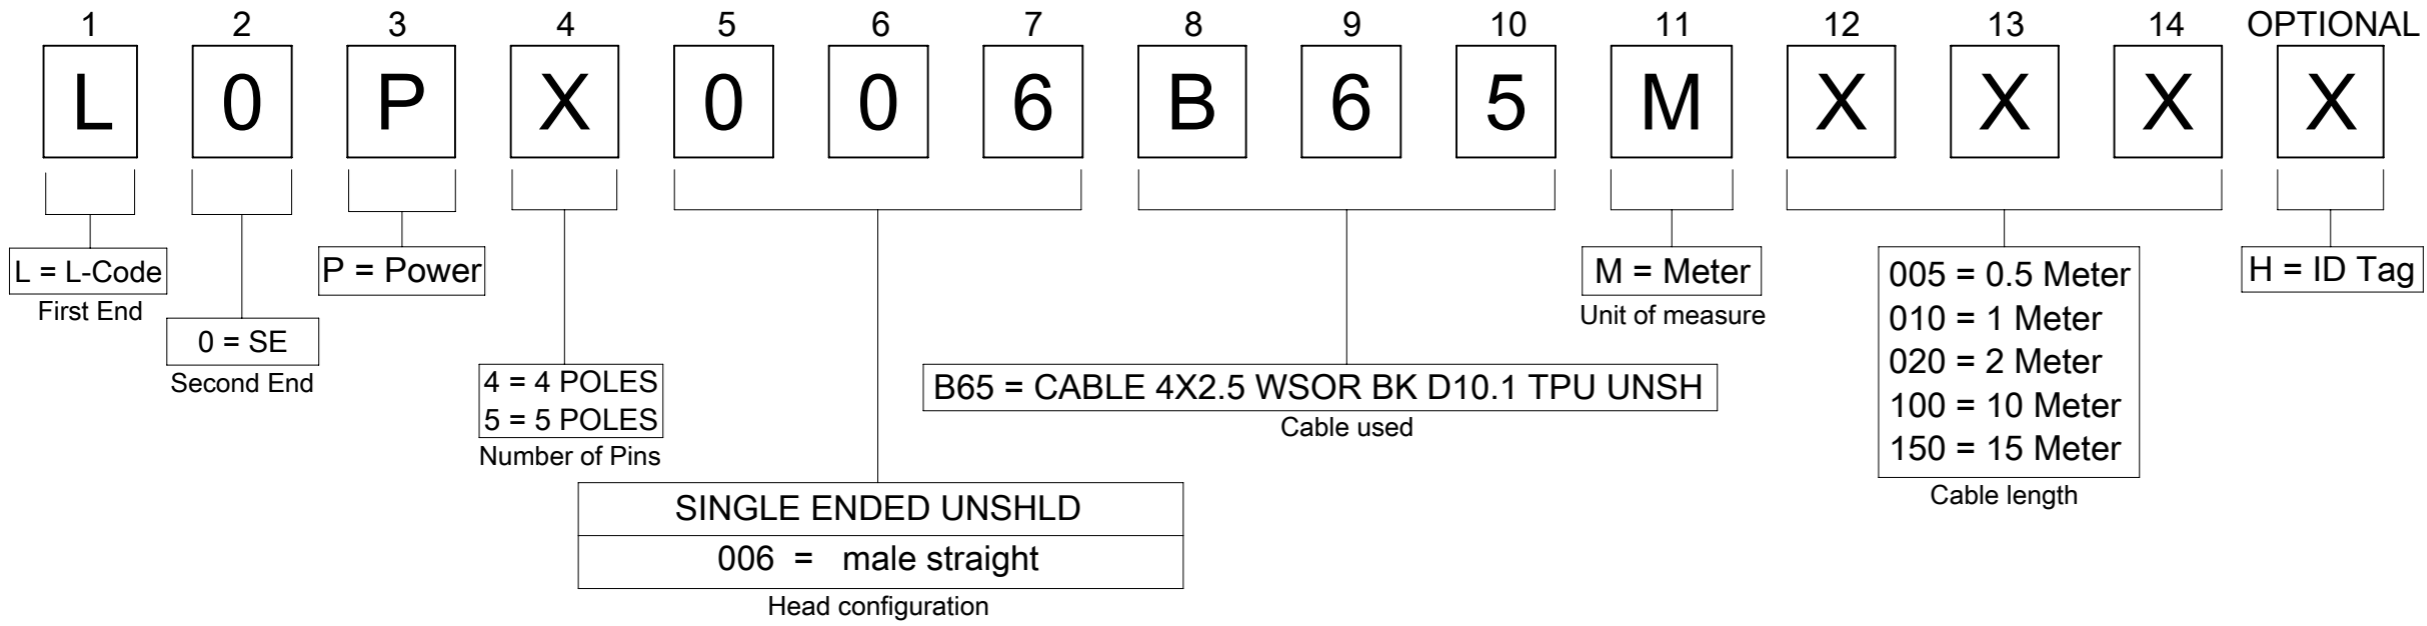 1 2 3 4 5 6 7 8 9 10 11 12 13 14 OPTIONAL
L 0 P X 0 0 6 B 6 5 M X X X X
L = L-Code
First End
0 = SE
Second End
P = Power
4 = 4 POLES
5 = 5 POLES
Number of Pins
SINGLE ENDED UNSHLD
006 = male straight
Head configuration
B65 = CABLE 4X2.5 WSOR BK D10.1 TPU UNSH
Cable used
M = Meter
Unit of measure
005 = 0.5 Meter
010 = 1 Meter
020 = 2 Meter
100 = 10 Meter
150 = 15 Meter
Cable length
H = ID Tag